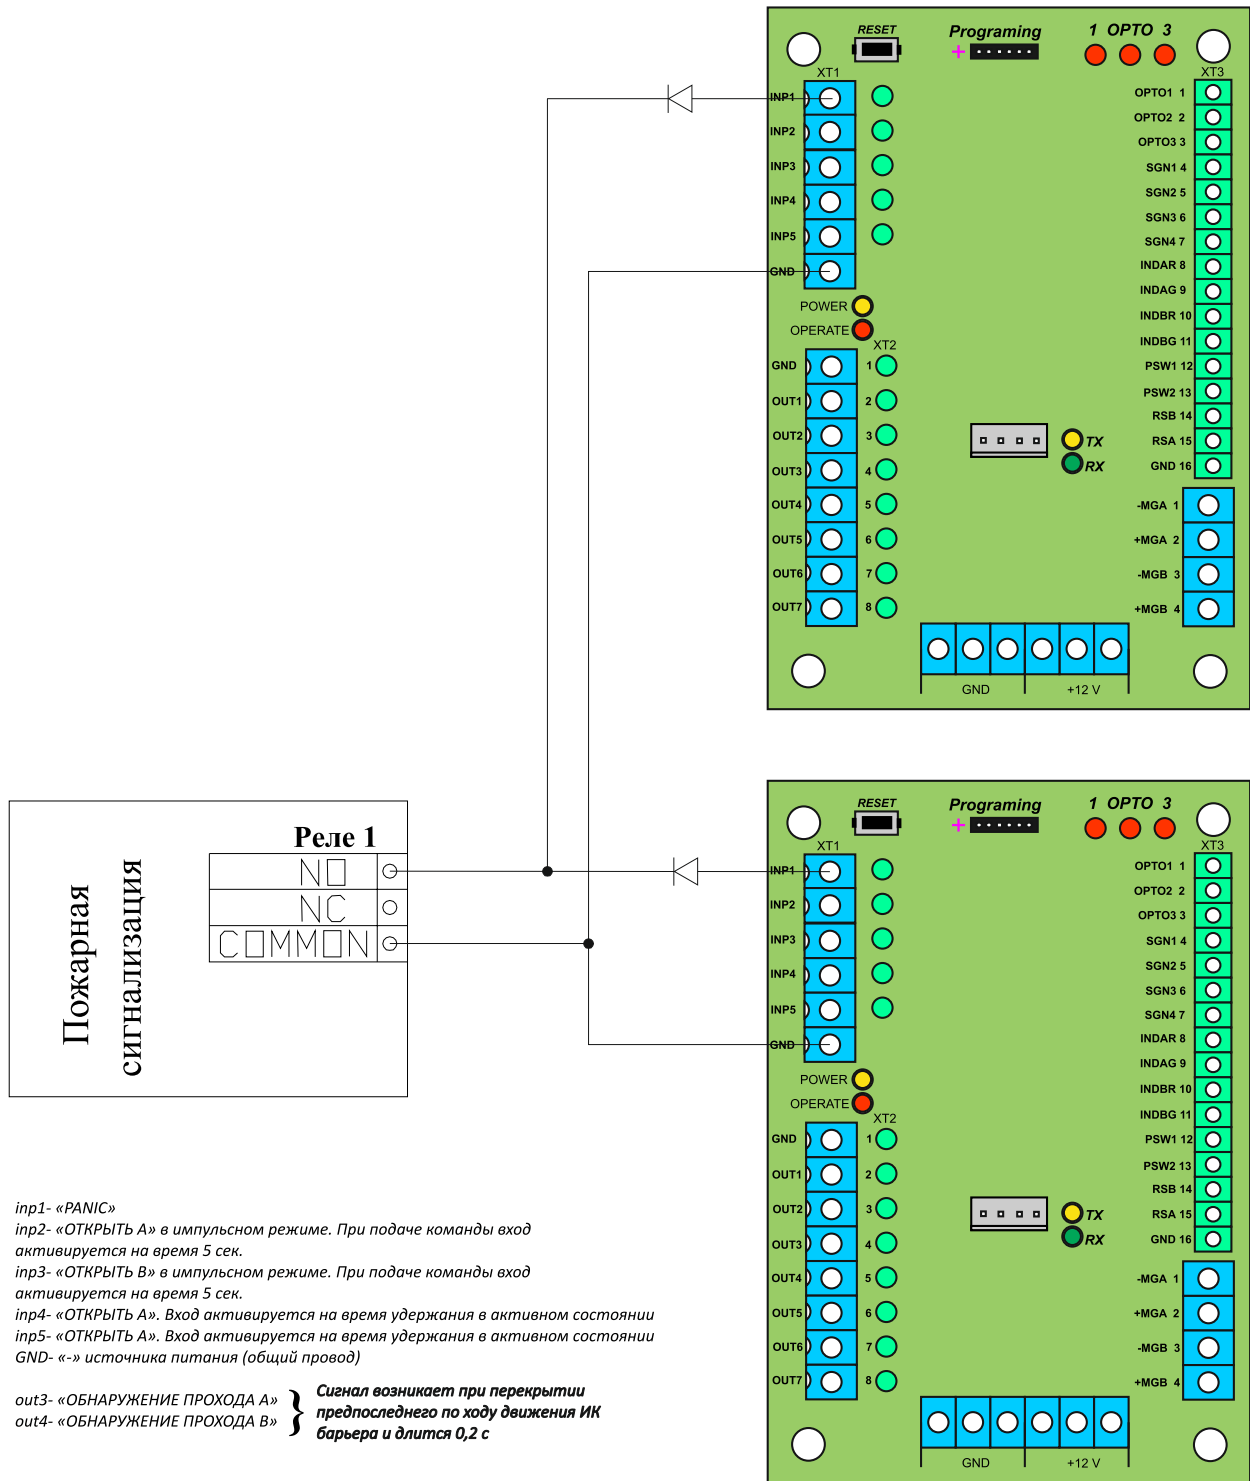 RESET
Programing
1 OPTO 3
+
XT1
XT3
INP1
INP2
INP3
INP4
INP5
GND
OPTO1 1
OPTO2 2
OPTO3 3
SGN1 4
SGN2 5
SGN3 6
SGN4 7
INDAR 8
INDAG 9
INDBR 10
INDBG 11
PSW1 12
PSW2 13
RSB 14
RSA 15
GND 16
POWER
OPERATE
XT2
GND 1
OUT1 2
OUT2 3
OUT3 4
OUT4 5
OUT5 6
OUT6 7
OUT7 8
TX
RX
-MGA 1
+MGA 2
-MGB 3
+MGB 4
GND
+12 V
Пожарная
сигнализация
Реле 1
NO
NC
COMMON
RESET
Programing
1 OPTO 3
+
XT1
XT3
INP1
INP2
INP3
INP4
INP5
GND
OPTO1 1
OPTO2 2
OPTO3 3
SGN1 4
SGN2 5
SGN3 6
SGN4 7
INDAR 8
INDAG 9
INDBR 10
INDBG 11
PSW1 12
PSW2 13
RSB 14
RSA 15
GND 16
POWER
OPERATE
XT2
GND 1
OUT1 2
OUT2 3
OUT3 4
OUT4 5
OUT5 6
OUT6 7
OUT7 8
TX
RX
-MGA 1
+MGA 2
-MGB 3
+MGB 4
GND
+12 V
inp1- «PANIC»
inp2- «ОТКРЫТЬ А» в импульсном режиме. При подаче команды вход
активируется на время 5 сек.
inp3- «ОТКРЫТЬ В» в импульсном режиме. При подаче команды вход
активируется на время 5 сек.
inp4- «ОТКРЫТЬ А». Вход активируется на время удержания в активном состоянии
inp5- «ОТКРЫТЬ А». Вход активируется на время удержания в активном состоянии
GND- «-» источника питания (общий провод)
out3- «ОБНАРУЖЕНИЕ ПРОХОДА А»
out4- «ОБНАРУЖЕНИЕ ПРОХОДА В»
}
Сигнал возникает при перекрытии
предпоследнего по ходу движения ИК
барьера и длится 0,2 с